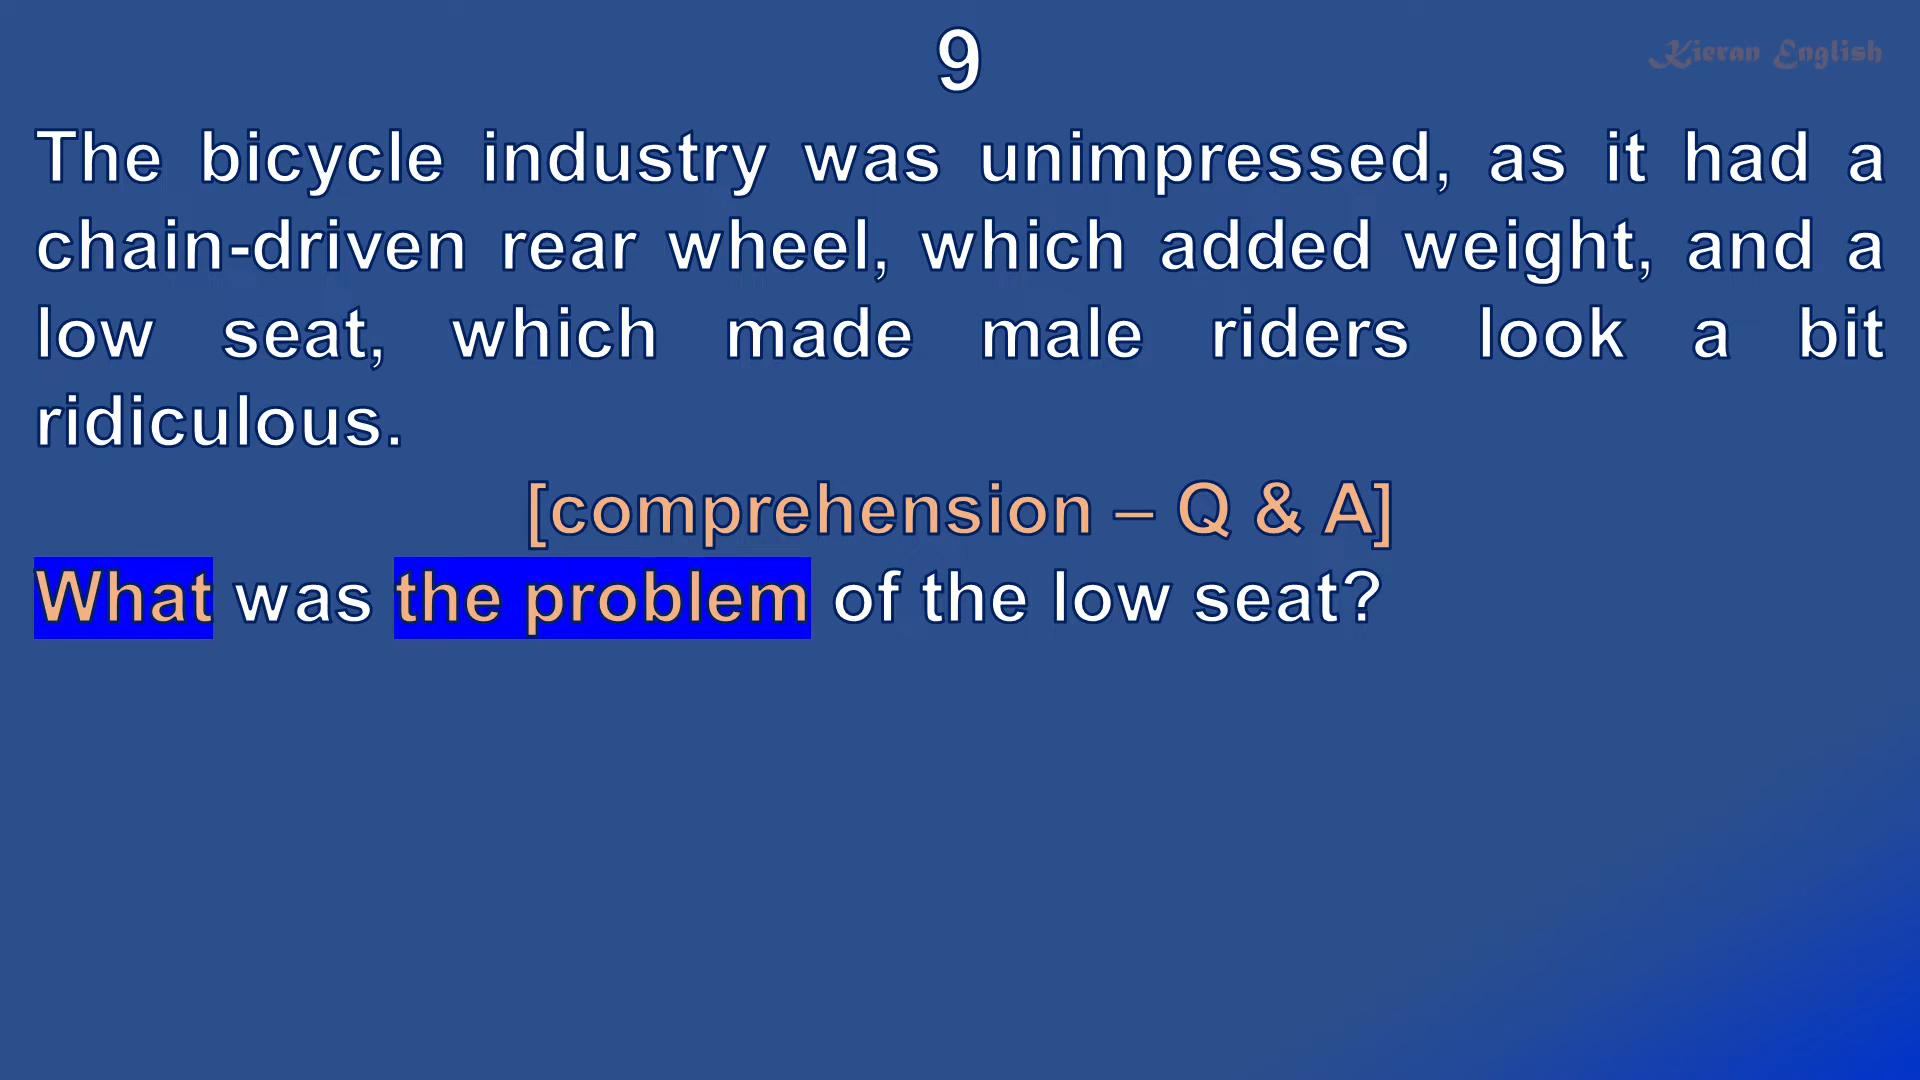 9
Kieran English
The bicycle industry was unimpressed, as it had a
chain-driven rear wheel, which added weight, and a
low seat, which made male riders look a bit
ridiculous.
[comprehension – Q & A]
What was the problem of the low seat?